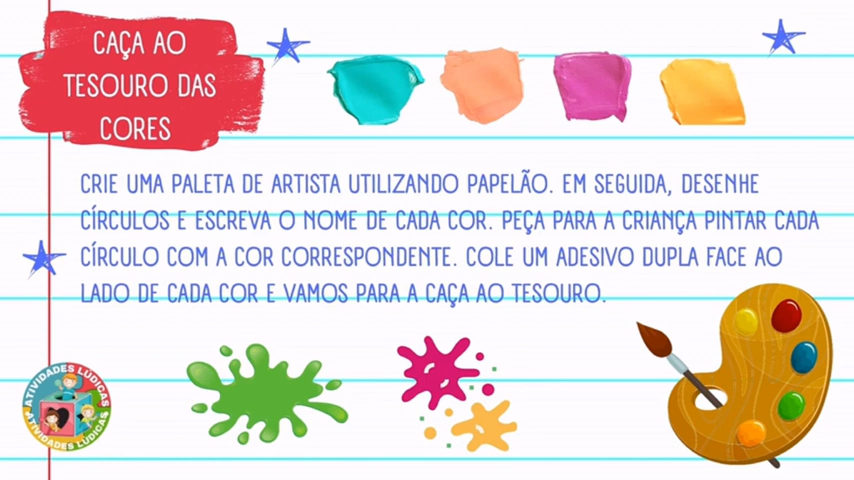 CAÇA AO
TESOURO DAS
CORES
CRIE UMA PALETA DE ARTISTA UTILIZANDO PAPELÃO. EM SEGUIDA, DESENHE
CÍRCULOS E ESCREVA O NOME DE CADA COR. PEÇA PARA A CRIANÇA PINTAR CADA
CÍRCULO COM A COR CORRESPONDENTE. COLE UM ADESIVO DUPLA FACE AO
LADO DE CADA COR E VAMOS PARA A CAÇA AO TESOURO.
ATIVIDADES LÚDICAS
ATIVIDADES LÚDICAS